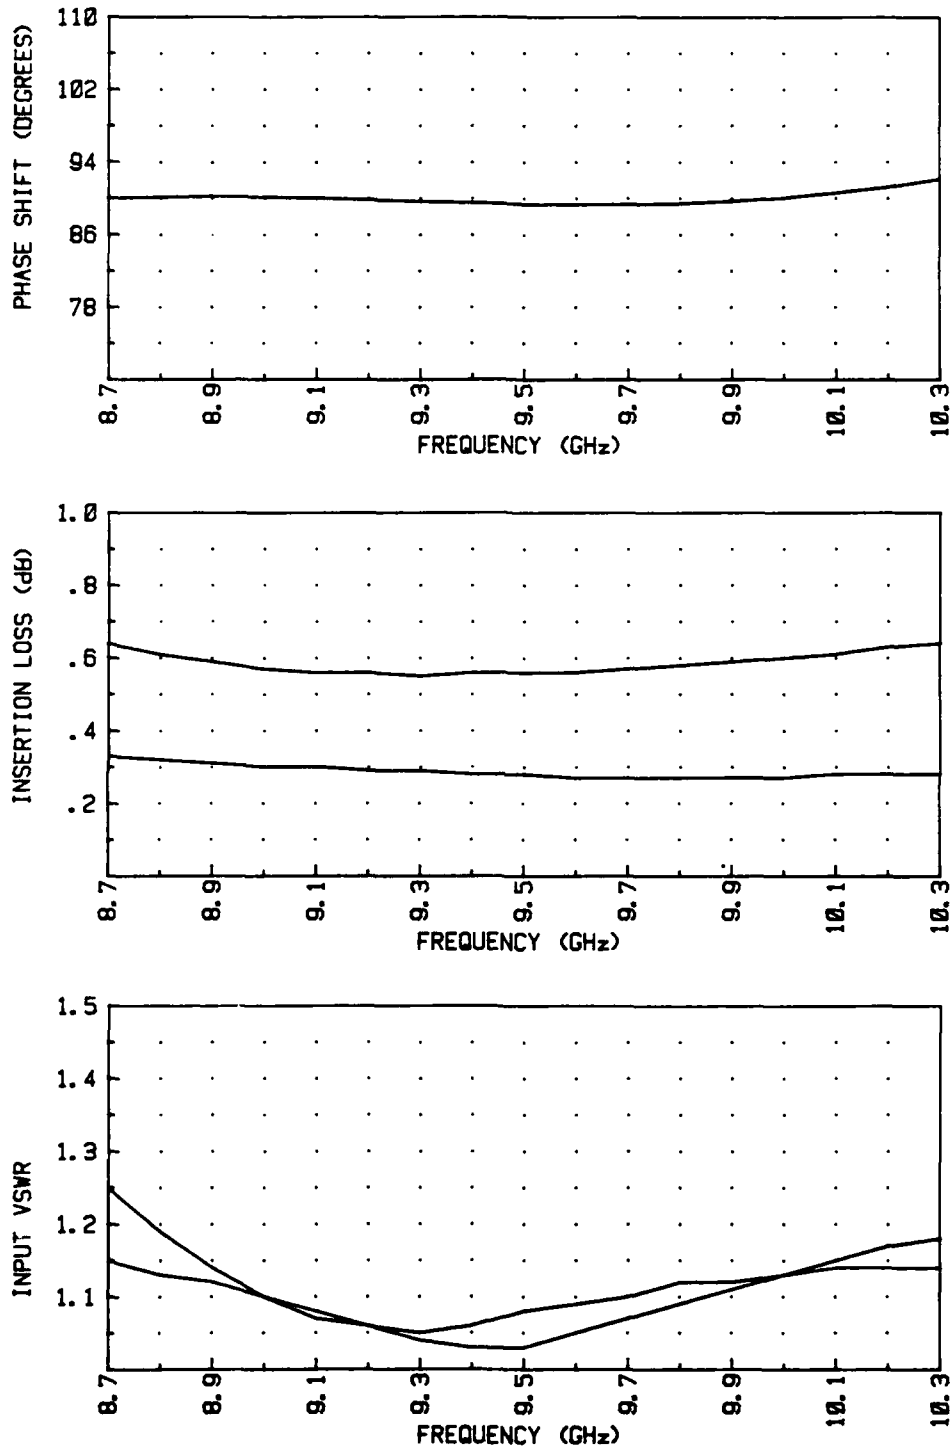 PHASE SHIFT (DEGREES)
110
102
94
86
78
8.7 8.9 9.1 9.3 9.5 9.7 9.9 10.1 10.3
FREQUENCY (GHz)
INSERTION LOSS (dB)
1.0
.8
.6
.4
.2
8.7 8.9 9.1 9.3 9.5 9.7 9.9 10.1 10.3
FREQUENCY (GHz)
INPUT VSWR
1.5
1.4
1.3
1.2
1.1
8.7 8.9 9.1 9.3 9.5 9.7 9.9 10.1 10.3
FREQUENCY (GHz)